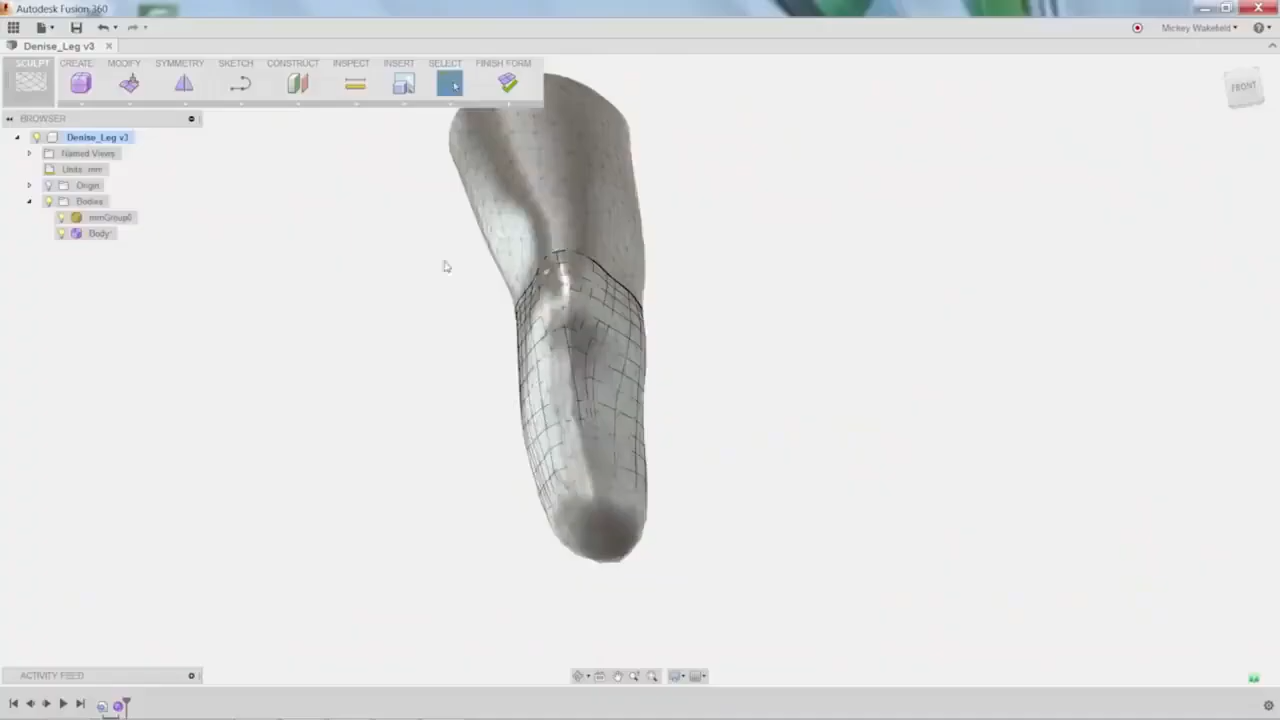 Autodesk Fusion 360
Mickey Wakefield
Denise_Leg v3
SCULPT CREATE MODIFY SYMMETRY SKETCH CONSTRUCT INSPECT INSERT SELECT FINISH FORM
FRONT
BROWSER
Denise_Leg v3
Named Views
Units: mm
Origin
Bodies
mmGroup0
Body
ACTIVITY FEED